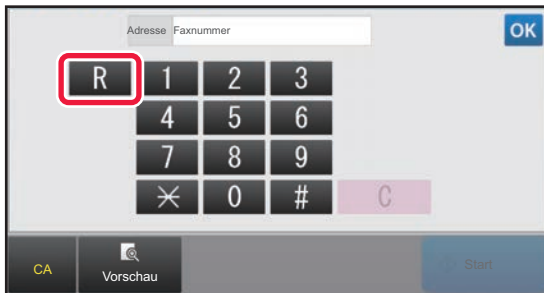 Adresse Faxnummer OK
R 1 2 3
4 5 6
7 8 9
* 0 # C
CA Vorschau Start